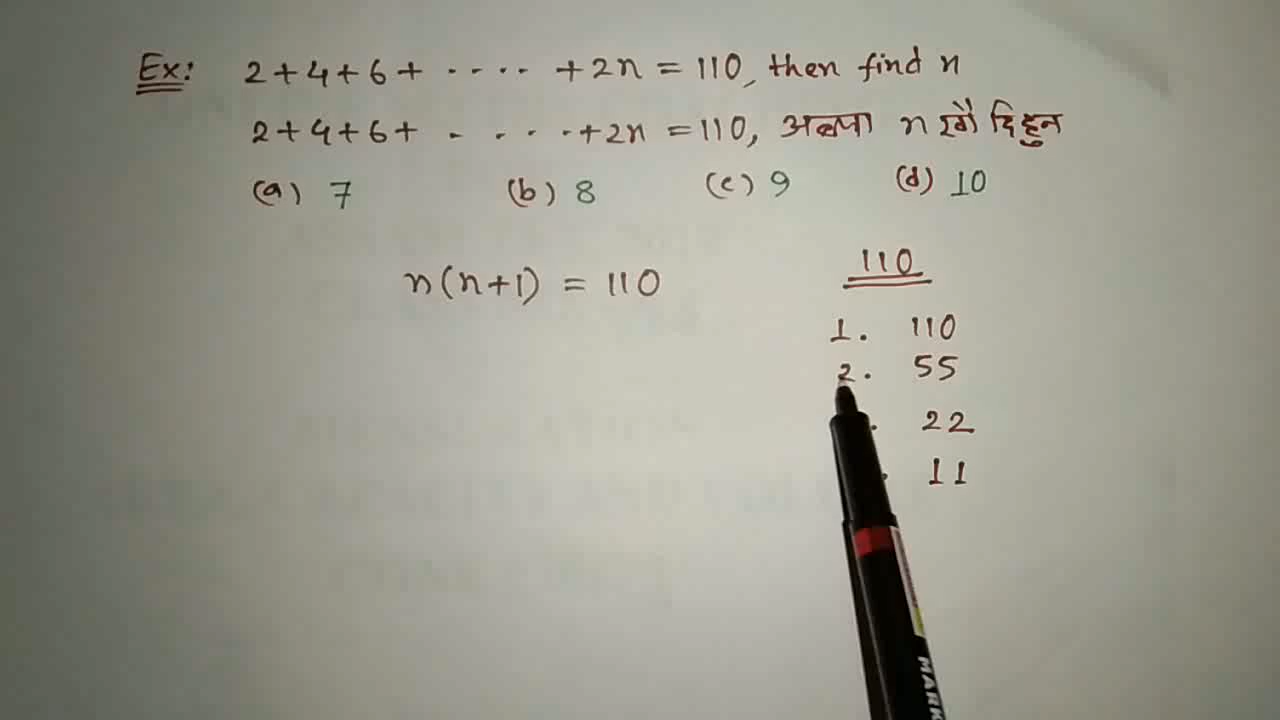 Ex: 2+4+6+ ---- +2n = 110, then find n
2+4+6+ - - - - +2n = 110, अब्ला n खौ दिहुन
(a) 7 (b) 8 (c) 9 (d) 10
n(n+1) = 110
110
1. 110
2. 55
. 22
. 11
MARK